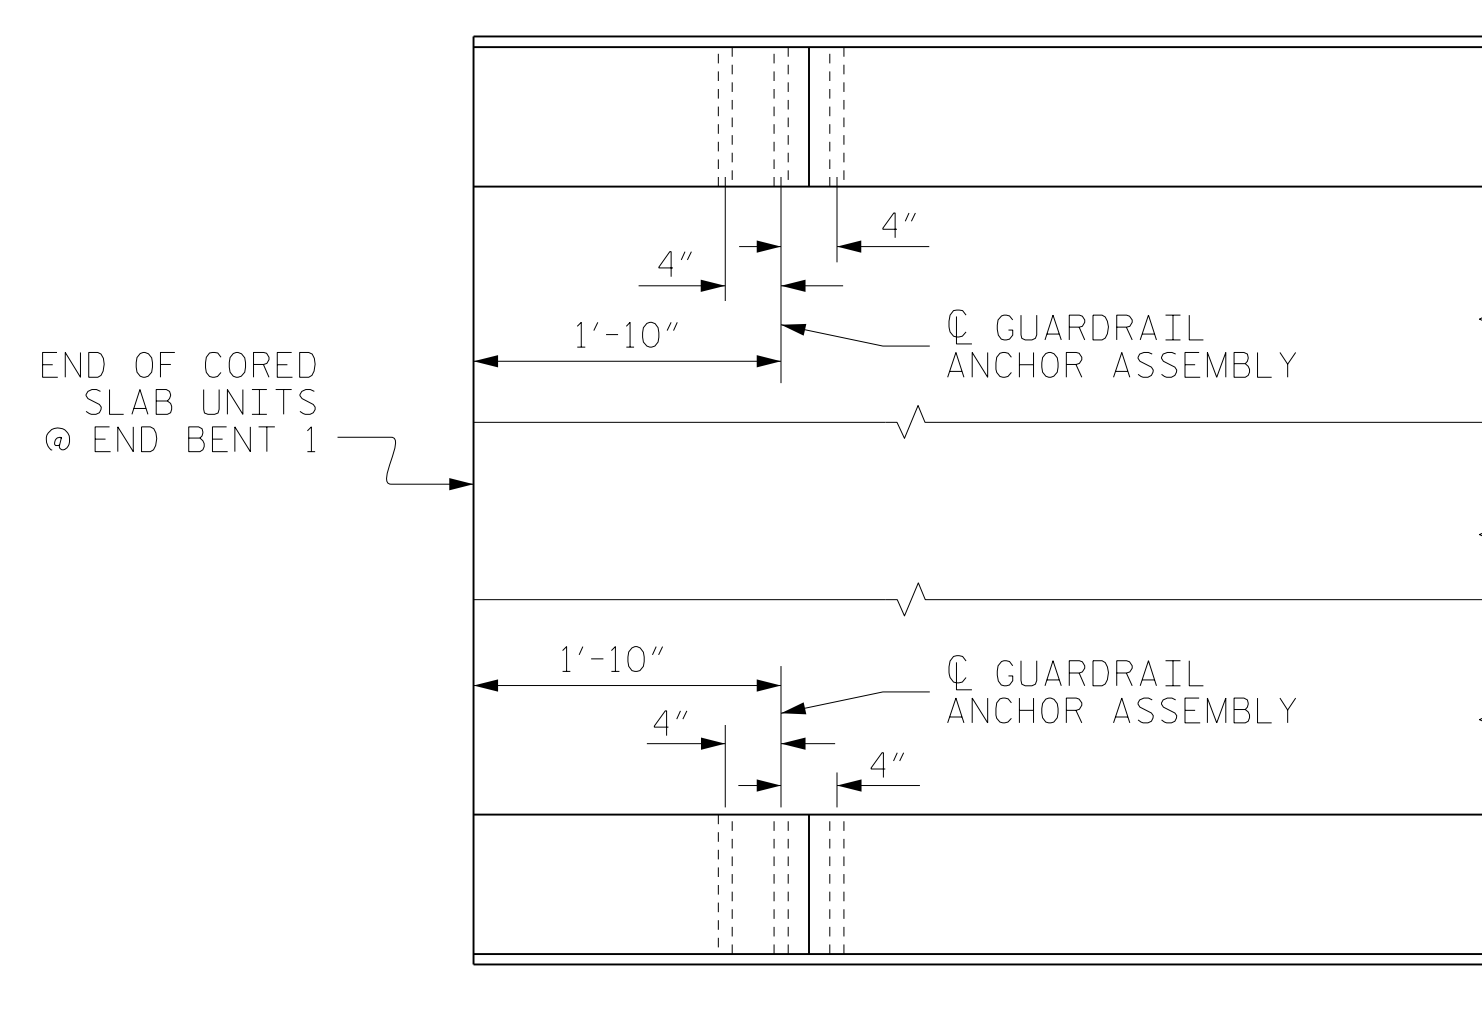 4"
4"
1'-10"
℄ GUARDRAIL
ANCHOR ASSEMBLY
END OF CORED
SLAB UNITS
@ END BENT 1
1'-10"
℄ GUARDRAIL
ANCHOR ASSEMBLY
4"
4"